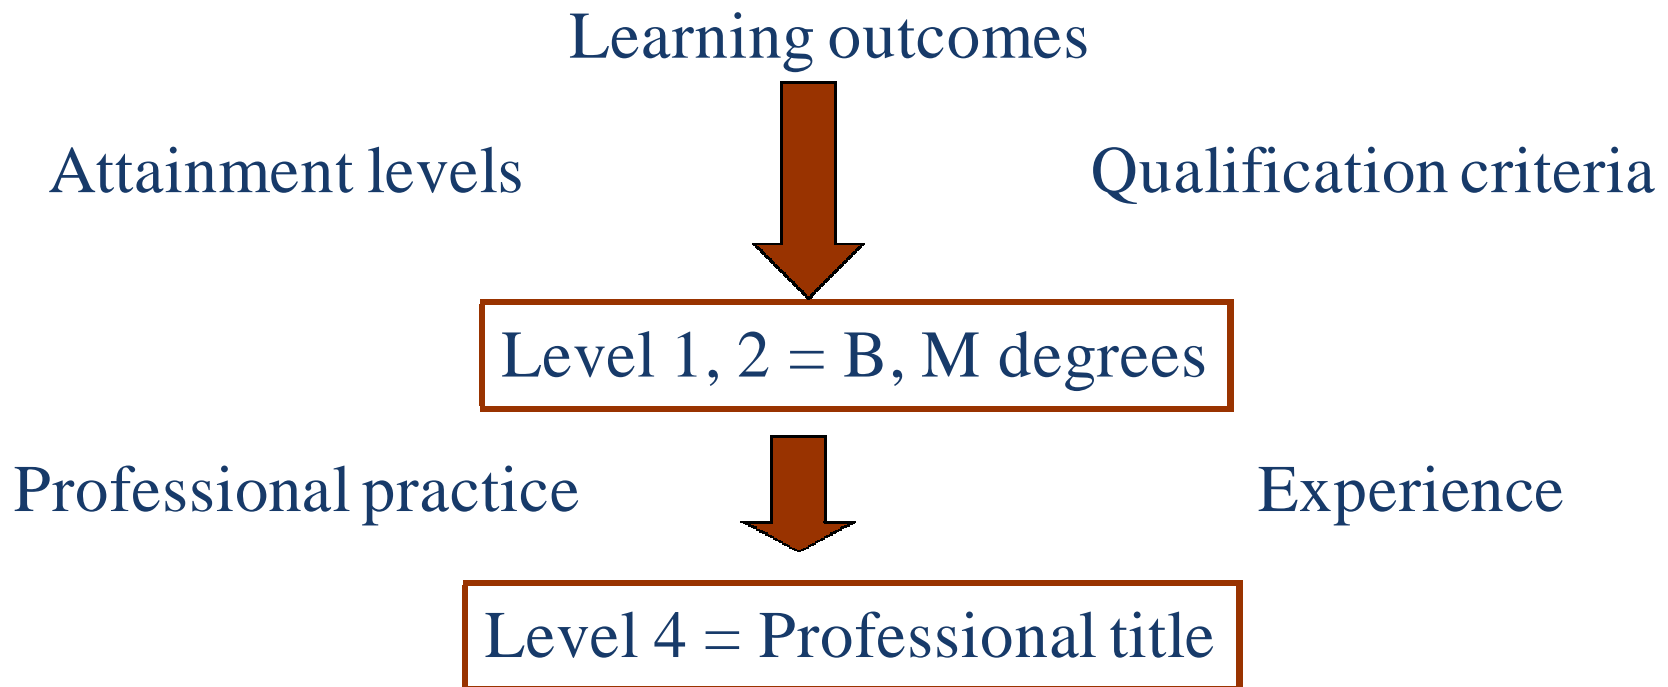 Learning outcomes
Attainment levels
Qualification criteria
Level 1, 2 = B, M degrees
Professional practice
Experience
Level 4 = Professional title